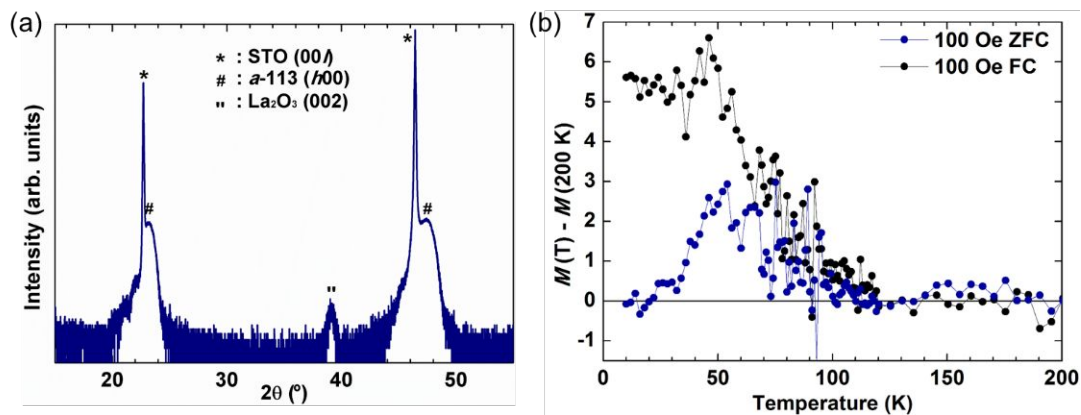 (a)
* : STO (00l)
# : a-113 (h00)
" : La₂O₃ (002)
*
#
"
*
#
Intensity (arb. units)
20
30
40
50
2θ (°)
(b)
100 Oe ZFC
100 Oe FC
M(T) - M (200 K)
7
6
5
4
3
2
1
0
-1
0
50
100
150
200
Temperature (K)